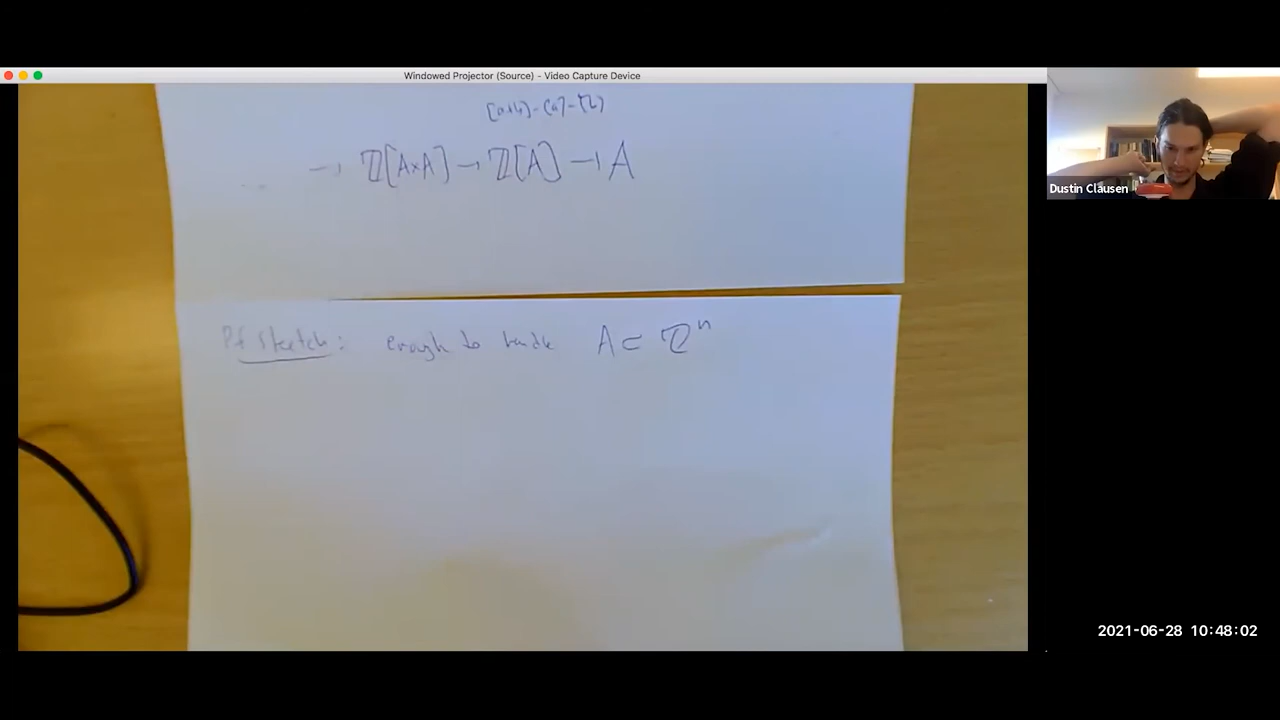 Windowed Projector (Source) - Video Capture Device
[a+b]-[a]-[b]
→ ℤ[A×A] → ℤ[A] → A
Dustin Clausen
Pf sketch: enough to handle A = ℤⁿ
2021-06-28 10:48:02